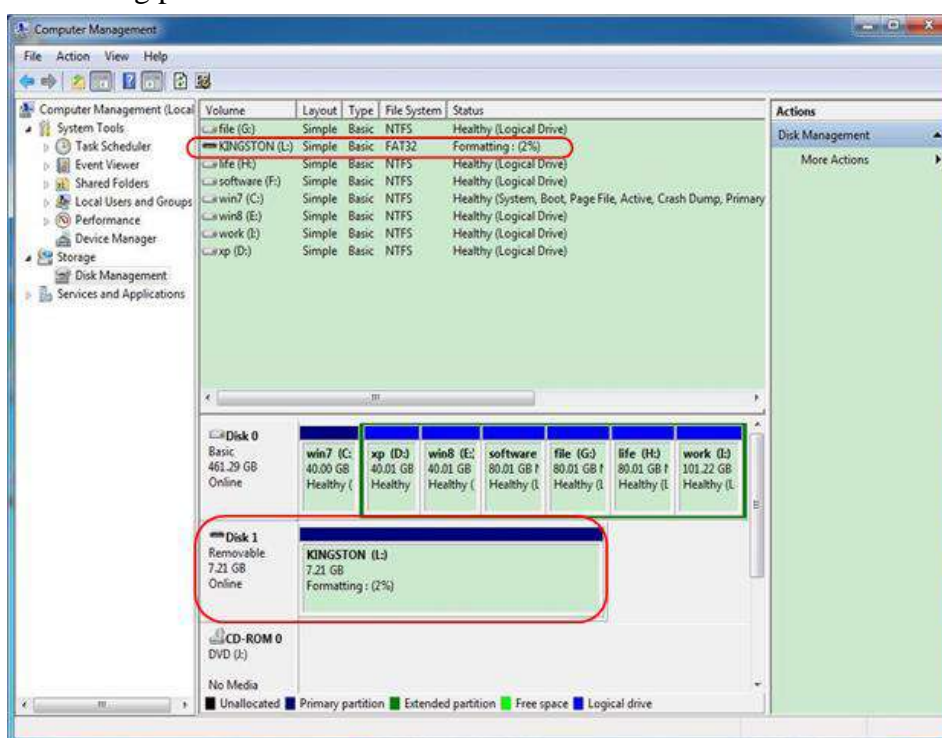 Computer Management
File Action View Help
Computer Management (Local
System Tools
Task Scheduler
Event Viewer
Shared Folders
Local Users and Groups
Performance
Device Manager
Storage
Disk Management
Services and Applications
Volume Layout Type File System Status
file (G:) Simple Basic NTFS Healthy (Logical Drive)
KINGSTON (L:) Simple Basic FAT32 Formatting : (2%)
life (H:) Simple Basic NTFS Healthy (Logical Drive)
software (F:) Simple Basic NTFS Healthy (Logical Drive)
win7 (C:) Simple Basic NTFS Healthy (System, Boot, Page File, Active, Crash Dump, Primary
win8 (E:) Simple Basic NTFS Healthy (Logical Drive)
work (I:) Simple Basic NTFS Healthy (Logical Drive)
xp (D:) Simple Basic NTFS Healthy (Logical Drive)
Actions
Disk Management
More Actions
Disk 0
Basic
461.29 GB
Online
win7 (C: xp (D:) win8 (E: software file (G:) life (H:) work (I:)
40.00 GB 40.01 GB 40.01 GB 80.01 GB 80.01 GB 80.01 GB 101.22 GB
Healthy ( Healthy Healthy ( Healthy (L Healthy (L Healthy (L Healthy (L
Disk 1
Removable
7.21 GB
Online
KINGSTON (L:)
7.21 GB
Formatting : (2%)
CD-ROM 0
DVD (J:)
No Media
Unallocated Primary partition Extended partition Free space Logical drive